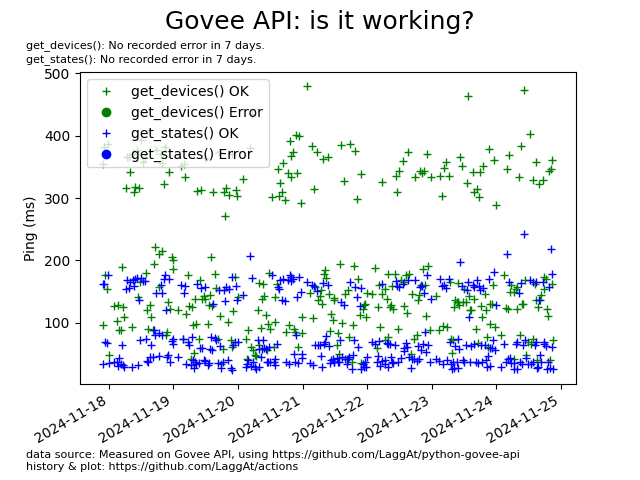 Govee API: is it working?
get_devices(): No recorded error in 7 days.
get_states(): No recorded error in 7 days.
500
400
300
200
100
Ping (ms)
get_devices() OK
get_devices() Error
get_states() OK
get_states() Error
2024-11-18
2024-11-19
2024-11-20
2024-11-21
2024-11-22
2024-11-23
2024-11-24
2024-11-25
data source: Measured on Govee API, using https://github.com/LaggAt/python-govee-api
history & plot: https://github.com/LaggAt/actions